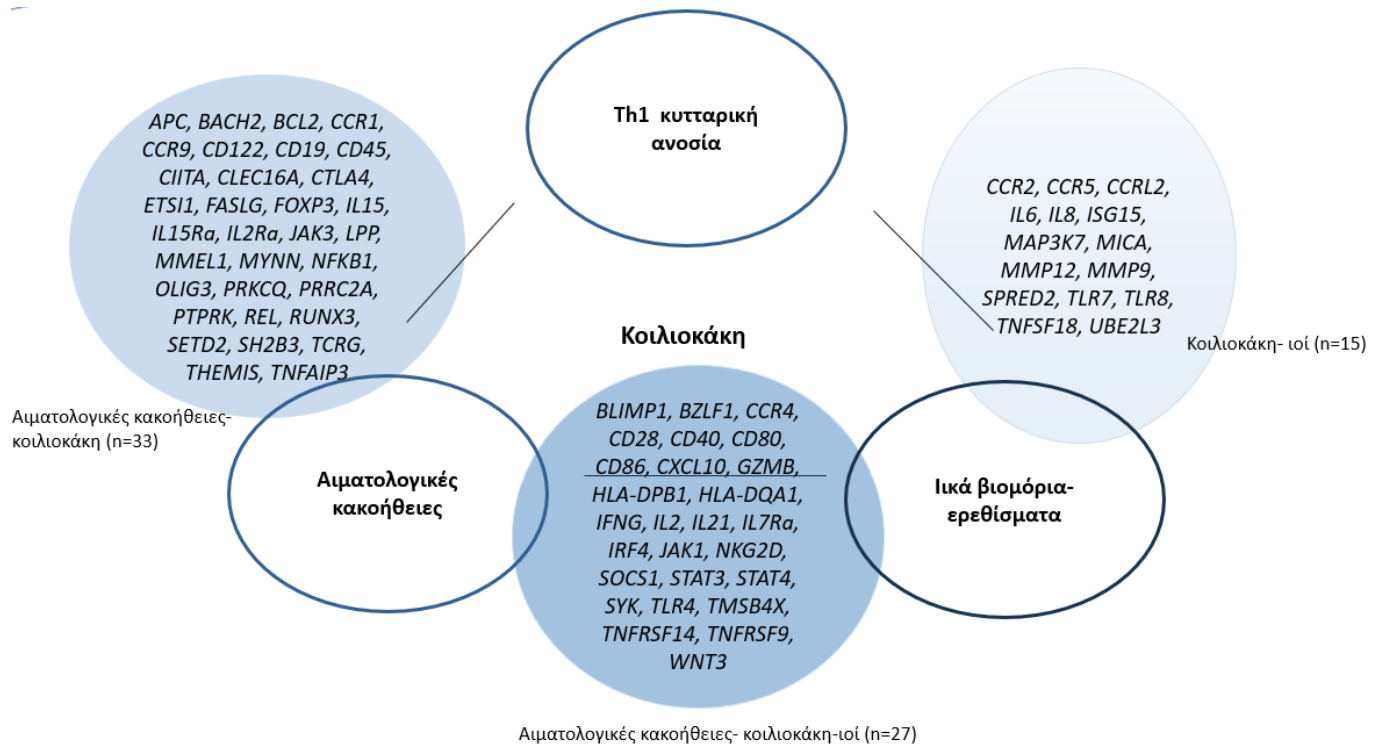 Th1 κυτταρική
ανοσία
APC, BACH2, BCL2, CCR1,
CCR9, CD122, CD19, CD45,
CIITA, CLEC16A, CTLA4,
ETSI1, FASLG, FOXP3, IL15,
IL15Ra, IL2Ra, JAK3, LPP,
MMEL1, MYNN, NFKB1,
OLIG3, PRKCQ, PRRC2A,
PTPRK, REL, RUNX3,
SETD2, SH2B3, TCRG,
THEMIS, TNFAIP3
Αιματολογικές κακοήθειες-
κοιλιοκάκη (n=33)
CCR2, CCR5, CCRL2,
IL6, IL8, ISG15,
MAP3K7, MICA,
MMP12, MMP9,
SPRED2, TLR7, TLR8,
TNFSF18, UBE2L3
Κοιλιοκάκη- ιοί (n=15)
Κοιλιοκάκη
Αιματολογικές
κακοήθειες
BLIMP1, BZLF1, CCR4,
CD28, CD40, CD80,
CD86, CXCL10, GZMB,
HLA-DPB1, HLA-DQA1,
IFNG, IL2, IL21, IL7Ra,
IRF4, JAK1, NKG2D,
SOCS1, STAT3, STAT4,
SYK, TLR4, TMSB4X,
TNFRSF14, TNFRSF9,
WNT3
Ιικά βιομόρια-
ερεθίσματα
Αιματολογικές κακοήθειες- κοιλιοκάκη-ιοί (n=27)